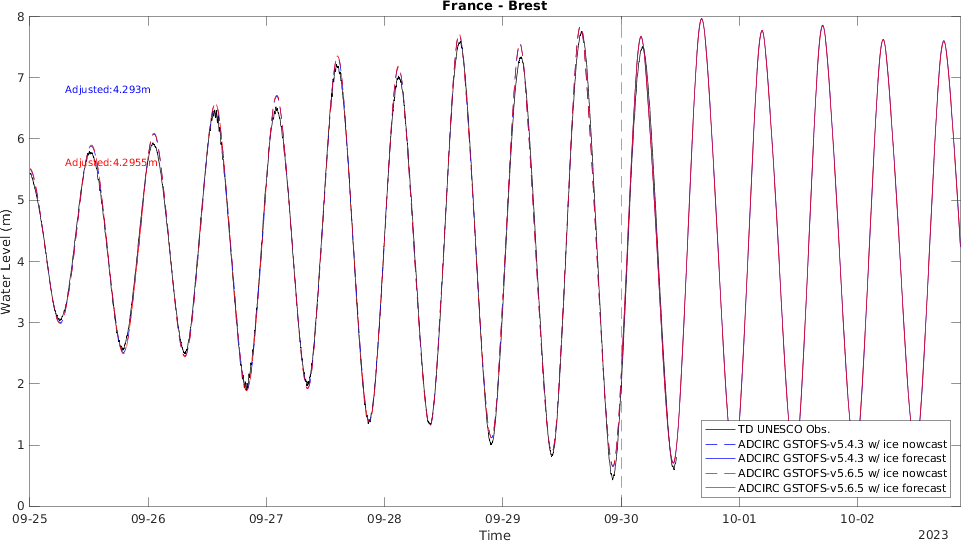 France - Brest
8
7
6
5
4
3
2
1
0
Water Level (m)
Adjusted:4.293m
Adjusted:4.2955m
TD UNESCO Obs.
ADCIRC GSTOFS-v5.4.3 w/ ice nowcast
ADCIRC GSTOFS-v5.4.3 w/ ice forecast
ADCIRC GSTOFS-v5.6.5 w/ ice nowcast
ADCIRC GSTOFS-v5.6.5 w/ ice forecast
09-25 09-26 09-27 09-28 09-29 09-30 10-01 10-02
Time
2023